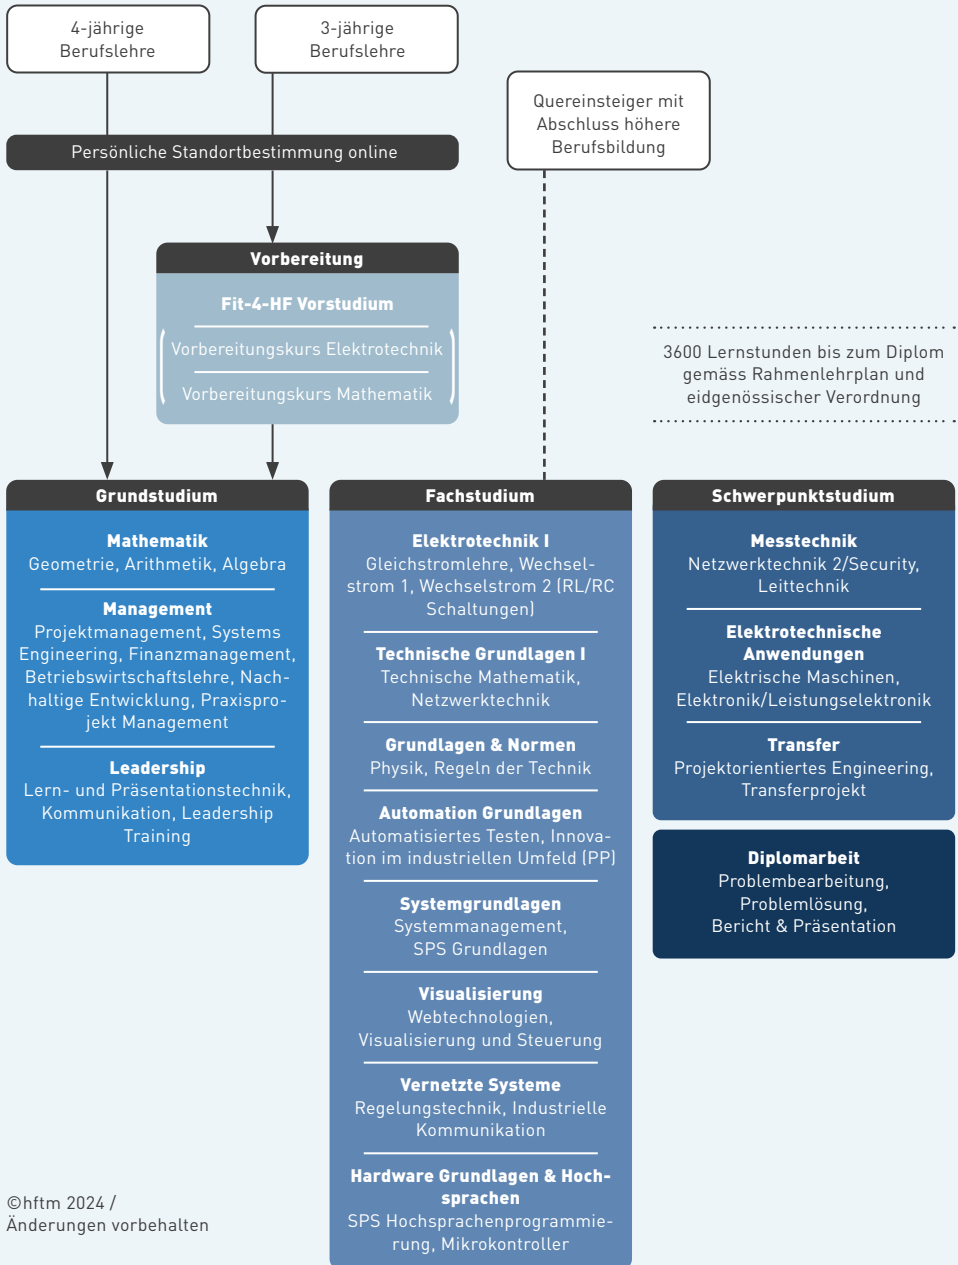 4-jährige
Berufslehre
3-jährige
Berufslehre
Quereinsteiger mit
Abschluss höhere
Berufsbildung
Persönliche Standortbestimmung online
Vorbereitung
Fit-4-HF Vorstudium
Vorbereitungskurs Elektrotechnik
Vorbereitungskurs Mathematik
3600 Lernstunden bis zum Diplom
gemäss Rahmenlehrplan und
eidgenössischer Verordnung
Grundstudium
Mathematik
Geometrie, Arithmetik, Algebra
Management
Projektmanagement, Systems
Engineering, Finanzmanagement,
Betriebswirtschaftslehre, Nach-
haltige Entwicklung, Praxispro-
jekt Management
Leadership
Lern- und Präsentationstechnik,
Kommunikation, Leadership
Training
Fachstudium
Elektrotechnik I
Gleichstromlehre, Wechsel-
strom 1, Wechselstrom 2 (RL/RC
Schaltungen)
Technische Grundlagen I
Technische Mathematik,
Netzwerktechnik
Grundlagen & Normen
Physik, Regeln der Technik
Automation Grundlagen
Automatisiertes Testen, Innova-
tion im industriellen Umfeld (PP)
Systemgrundlagen
Systemmanagement,
SPS Grundlagen
Visualisierung
Webtechnologien,
Visualisierung und Steuerung
Vernetzte Systeme
Regelungstechnik, Industrielle
Kommunikation
Hardware Grundlagen & Hoch-
sprachen
SPS Hochsprachenprogrammie-
rung, Mikrokontroller
Schwerpunktstudium
Messtechnik
Netzwerktechnik 2/Security,
Leittechnik
Elektrotechnische
Anwendungen
Elektrische Maschinen,
Elektronik/Leistungselektronik
Transfer
Projektorientiertes Engineering,
Transferprojekt
Diplomarbeit
Problembearbeitung,
Problemlösung,
Bericht & Präsentation
©hftm 2024 /
Änderungen vorbehalten